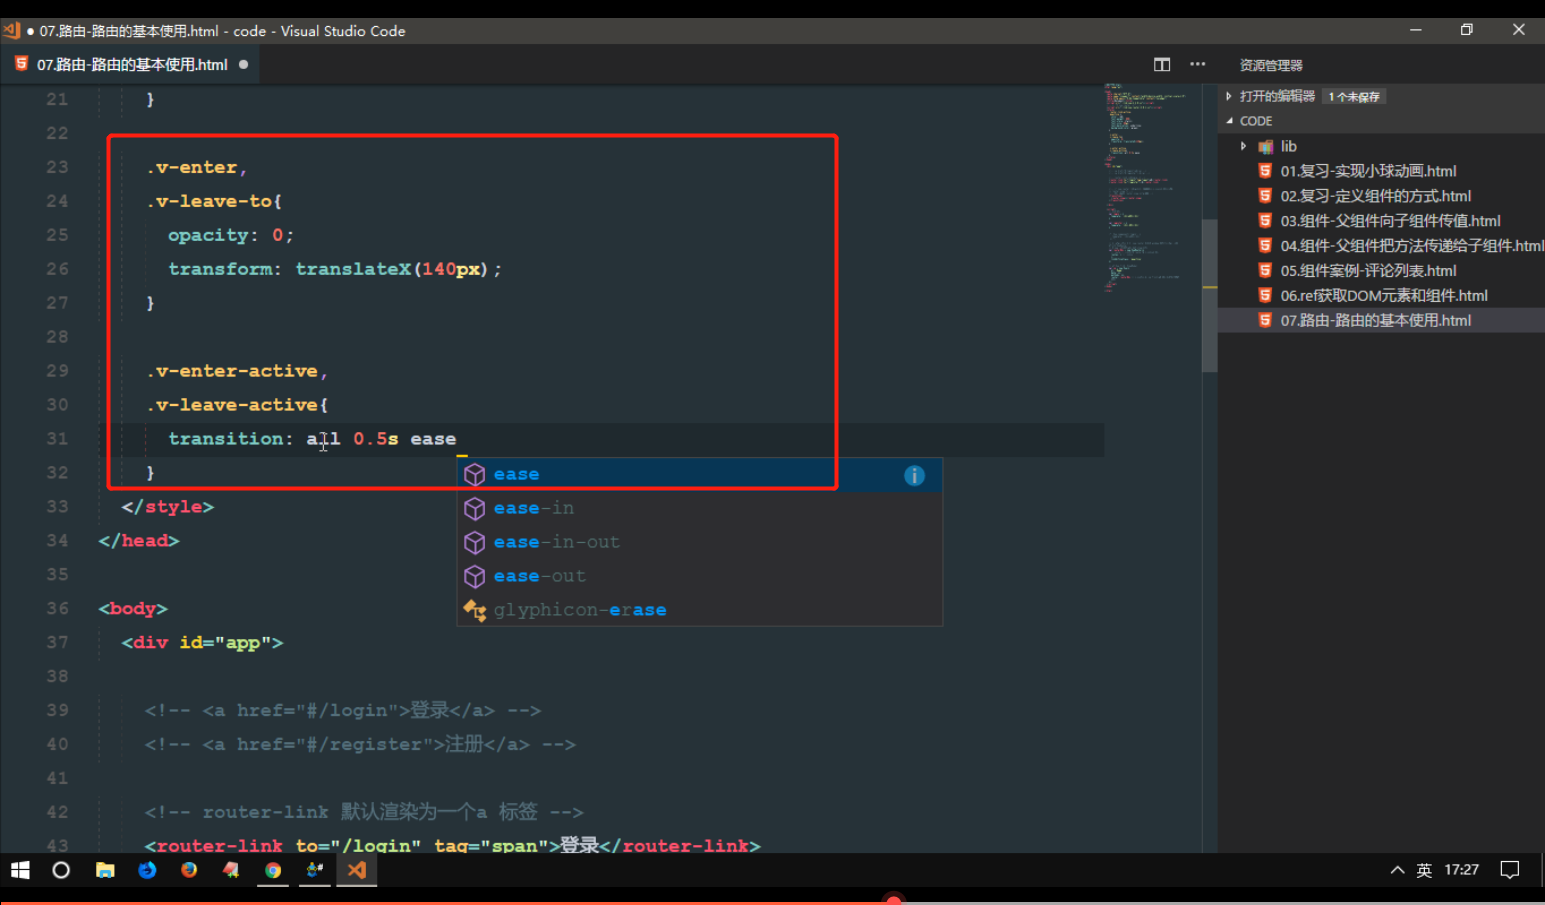 07.路由-路由的基本使用.html - code - Visual Studio Code
07.路由-路由的基本使用.html
21 }
22
23 .v-enter,
24 .v-leave-to{
25 opacity: 0;
26 transform: translateX(140px);
27 }
28
29 .v-enter-active,
30 .v-leave-active{
31 transition: all 0.5s ease
32 }
33 </style>
34 </head>
35
36 <body>
37 <div id="app">
38
39 <!-- <a href="#/login">登录</a> -->
40 <!-- <a href="#/register">注册</a> -->
41
42 <!-- router-link 默认渲染为一个a 标签 -->
43 <router-link to="/login" tag="span">登录</router-link>
ease
ease-in
ease-in-out
ease-out
glyphicon-erase
资源管理器
打开的编辑器 1 个未保存
CODE
lib
01.复习-实现小球动画.html
02.复习-定义组件的方式.html
03.组件-父组件向子组件传值.html
04.组件-父组件把方法传递给子组件.html
05.组件案例-评论列表.html
06.ref获取DOM元素和组件.html
07.路由-路由的基本使用.html
英 17:27